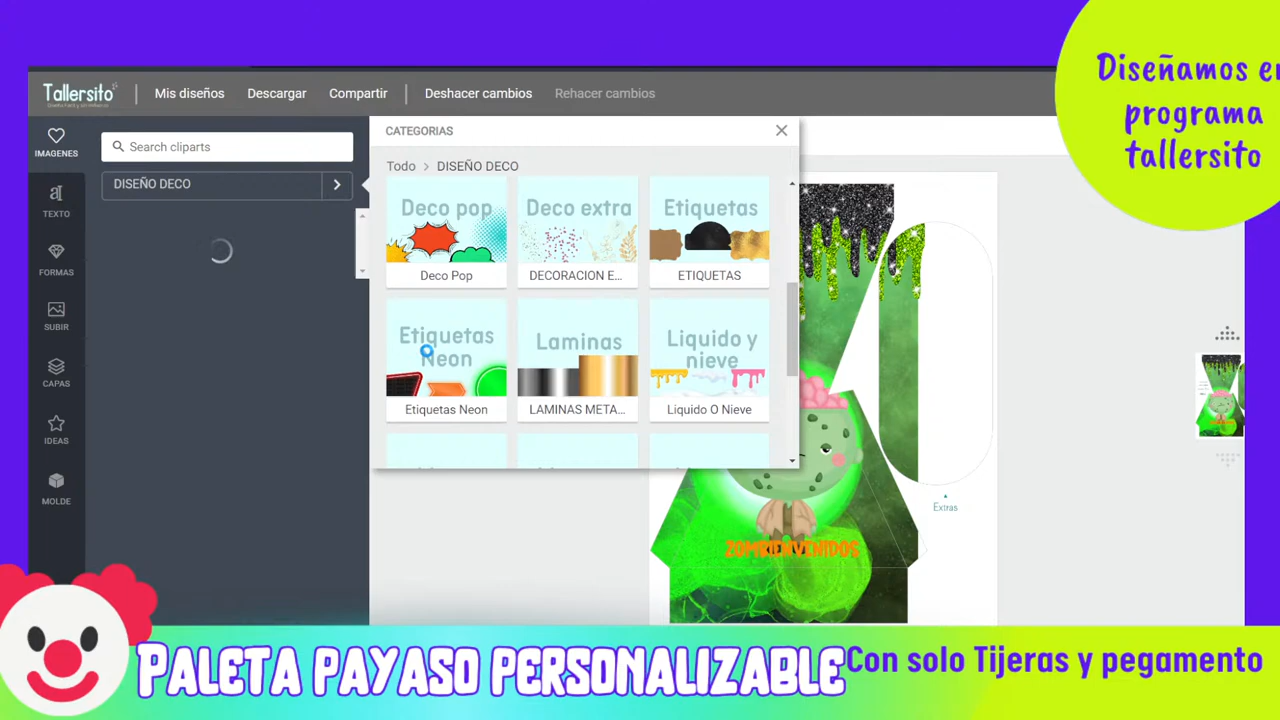 Diseñamos en
programa
tallersito
Tallersito
Mis diseños
Descargar
Compartir
Deshacer cambios
Rehacer cambios
IMAGENES
TEXTO
FORMAS
SUBIR
CAPAS
IDEAS
MOLDE
Search cliparts
DISEÑO DECO
CATEGORIAS
Todo > DISEÑO DECO
Deco pop
Deco Pop
Deco extra
DECORACION E...
Etiquetas
ETIQUETAS
Etiquetas
Neon
Etiquetas Neon
Laminas
LAMINAS META...
Liquido y
nieve
Liquido O Nieve
Extras
ZOMBIENVENIDOS
PALETA PAYASO PERSONALIZABLE
Con solo Tijeras y pegamento